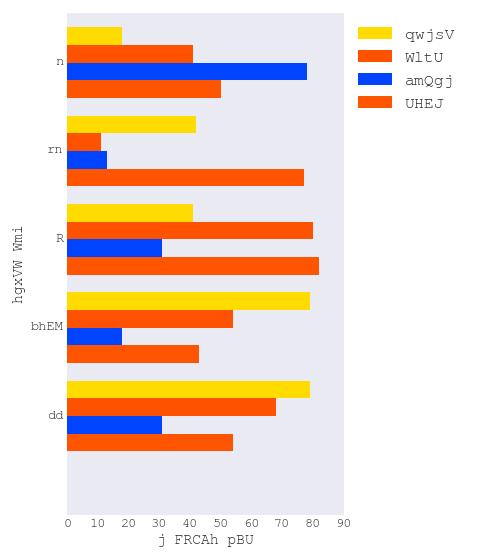 qwjsV
WltU
amQgj
UHEJ
n
rn
R
bhEM
dd
hgxVW Wmi
0 10 20 30 40 50 60 70 80 90
j FRCAh pBU